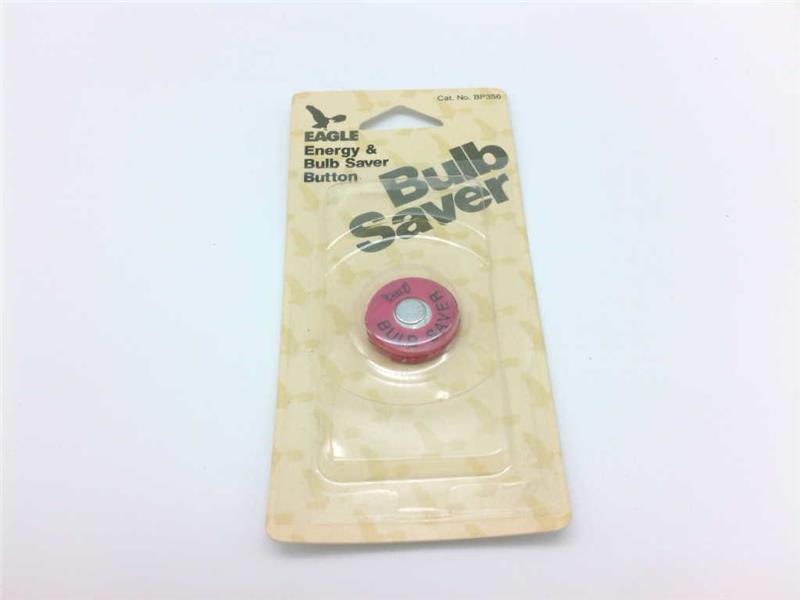 Cat. No. BP356
EAGLE
Energy &
Bulb Saver
Button
Bulb
Saver
BULB SAVER